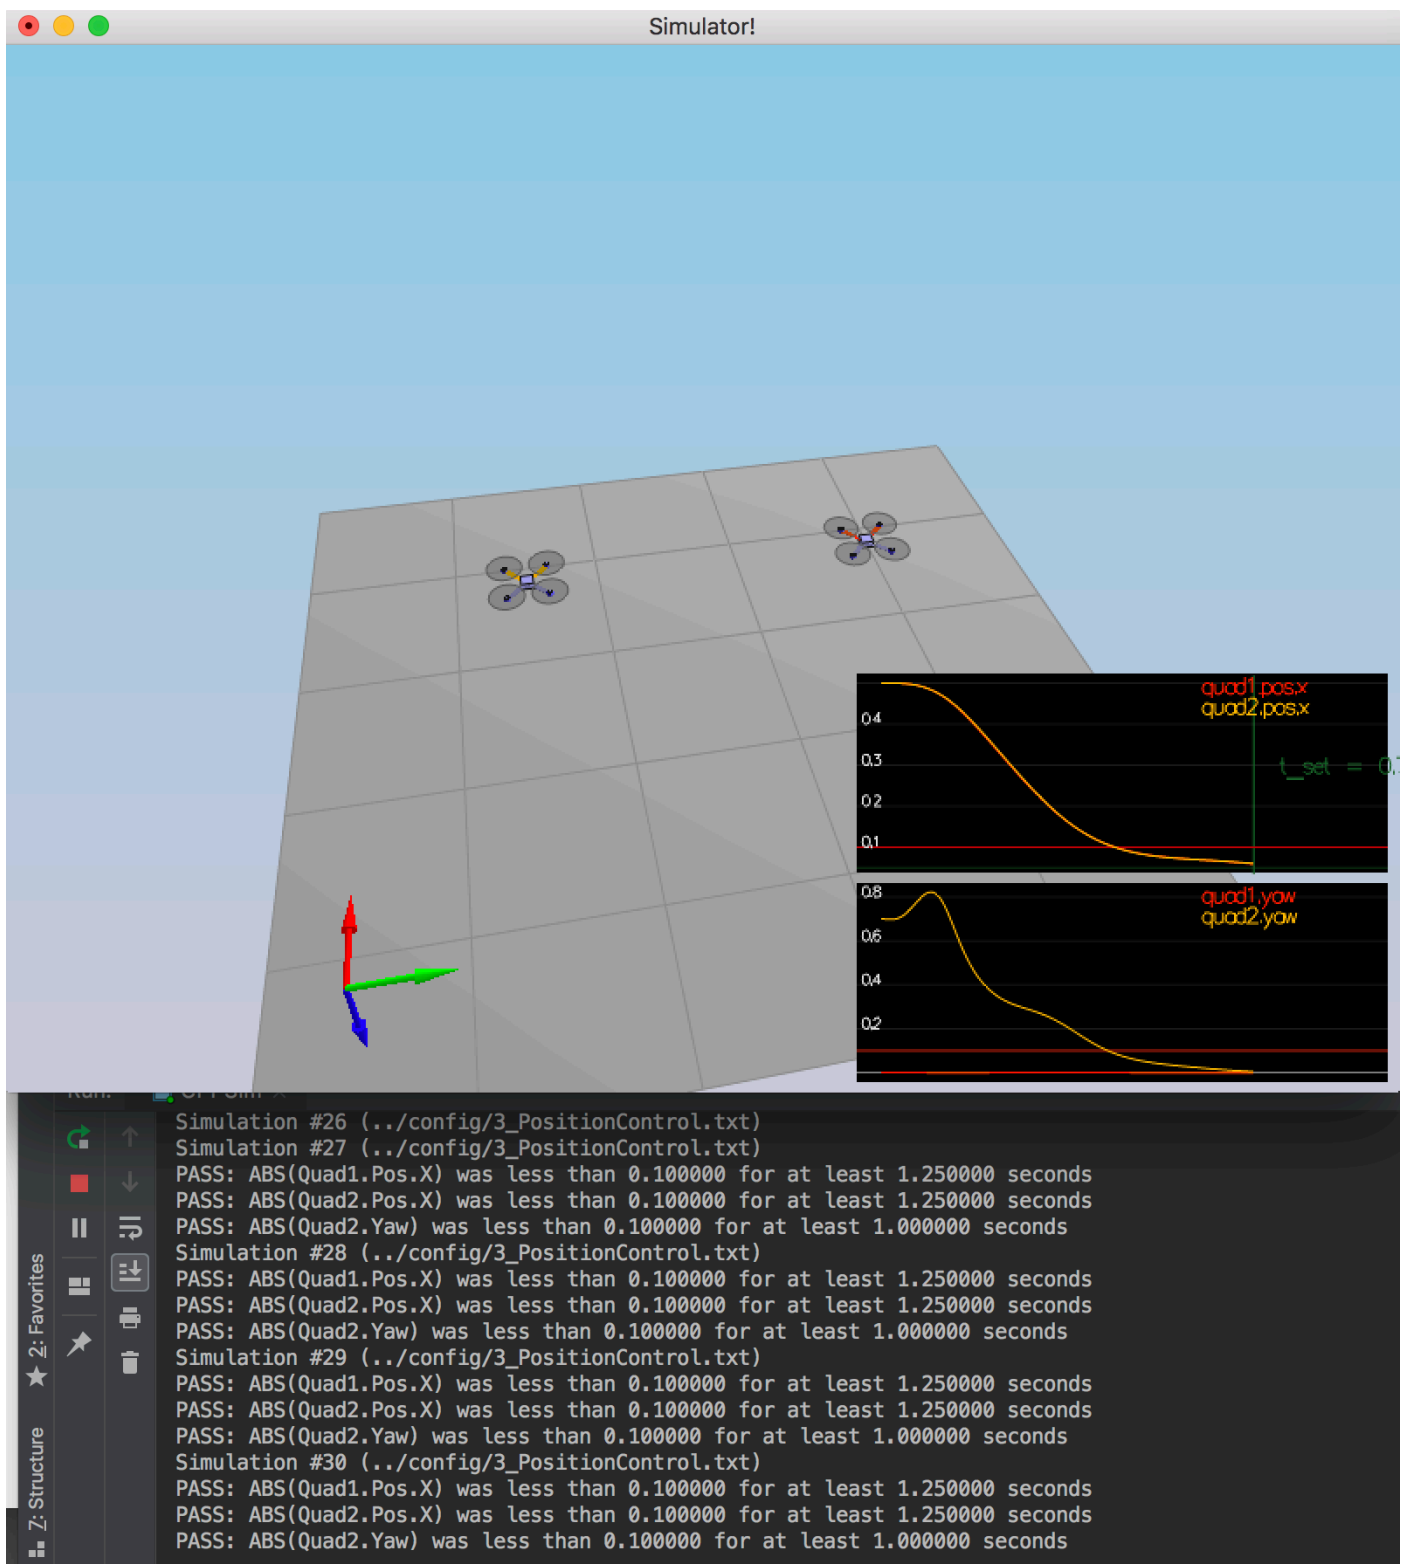 Simulator!
quad1.pos.x
quad2.pos.x
0.4
0.3
t_set = 0.
0.2
0.1
0.8
quad1.yaw
quad2.yaw
0.6
0.4
0.2
Simulation #26 (../config/3_PositionControl.txt)
Simulation #27 (../config/3_PositionControl.txt)
PASS: ABS(Quad1.Pos.X) was less than 0.100000 for at least 1.250000 seconds
PASS: ABS(Quad2.Pos.X) was less than 0.100000 for at least 1.250000 seconds
PASS: ABS(Quad2.Yaw) was less than 0.100000 for at least 1.000000 seconds
Simulation #28 (../config/3_PositionControl.txt)
PASS: ABS(Quad1.Pos.X) was less than 0.100000 for at least 1.250000 seconds
PASS: ABS(Quad2.Pos.X) was less than 0.100000 for at least 1.250000 seconds
PASS: ABS(Quad2.Yaw) was less than 0.100000 for at least 1.000000 seconds
Simulation #29 (../config/3_PositionControl.txt)
PASS: ABS(Quad1.Pos.X) was less than 0.100000 for at least 1.250000 seconds
PASS: ABS(Quad2.Pos.X) was less than 0.100000 for at least 1.250000 seconds
PASS: ABS(Quad2.Yaw) was less than 0.100000 for at least 1.000000 seconds
Simulation #30 (../config/3_PositionControl.txt)
PASS: ABS(Quad1.Pos.X) was less than 0.100000 for at least 1.250000 seconds
PASS: ABS(Quad2.Pos.X) was less than 0.100000 for at least 1.250000 seconds
PASS: ABS(Quad2.Yaw) was less than 0.100000 for at least 1.000000 seconds
2: Favorites
Z: Structure